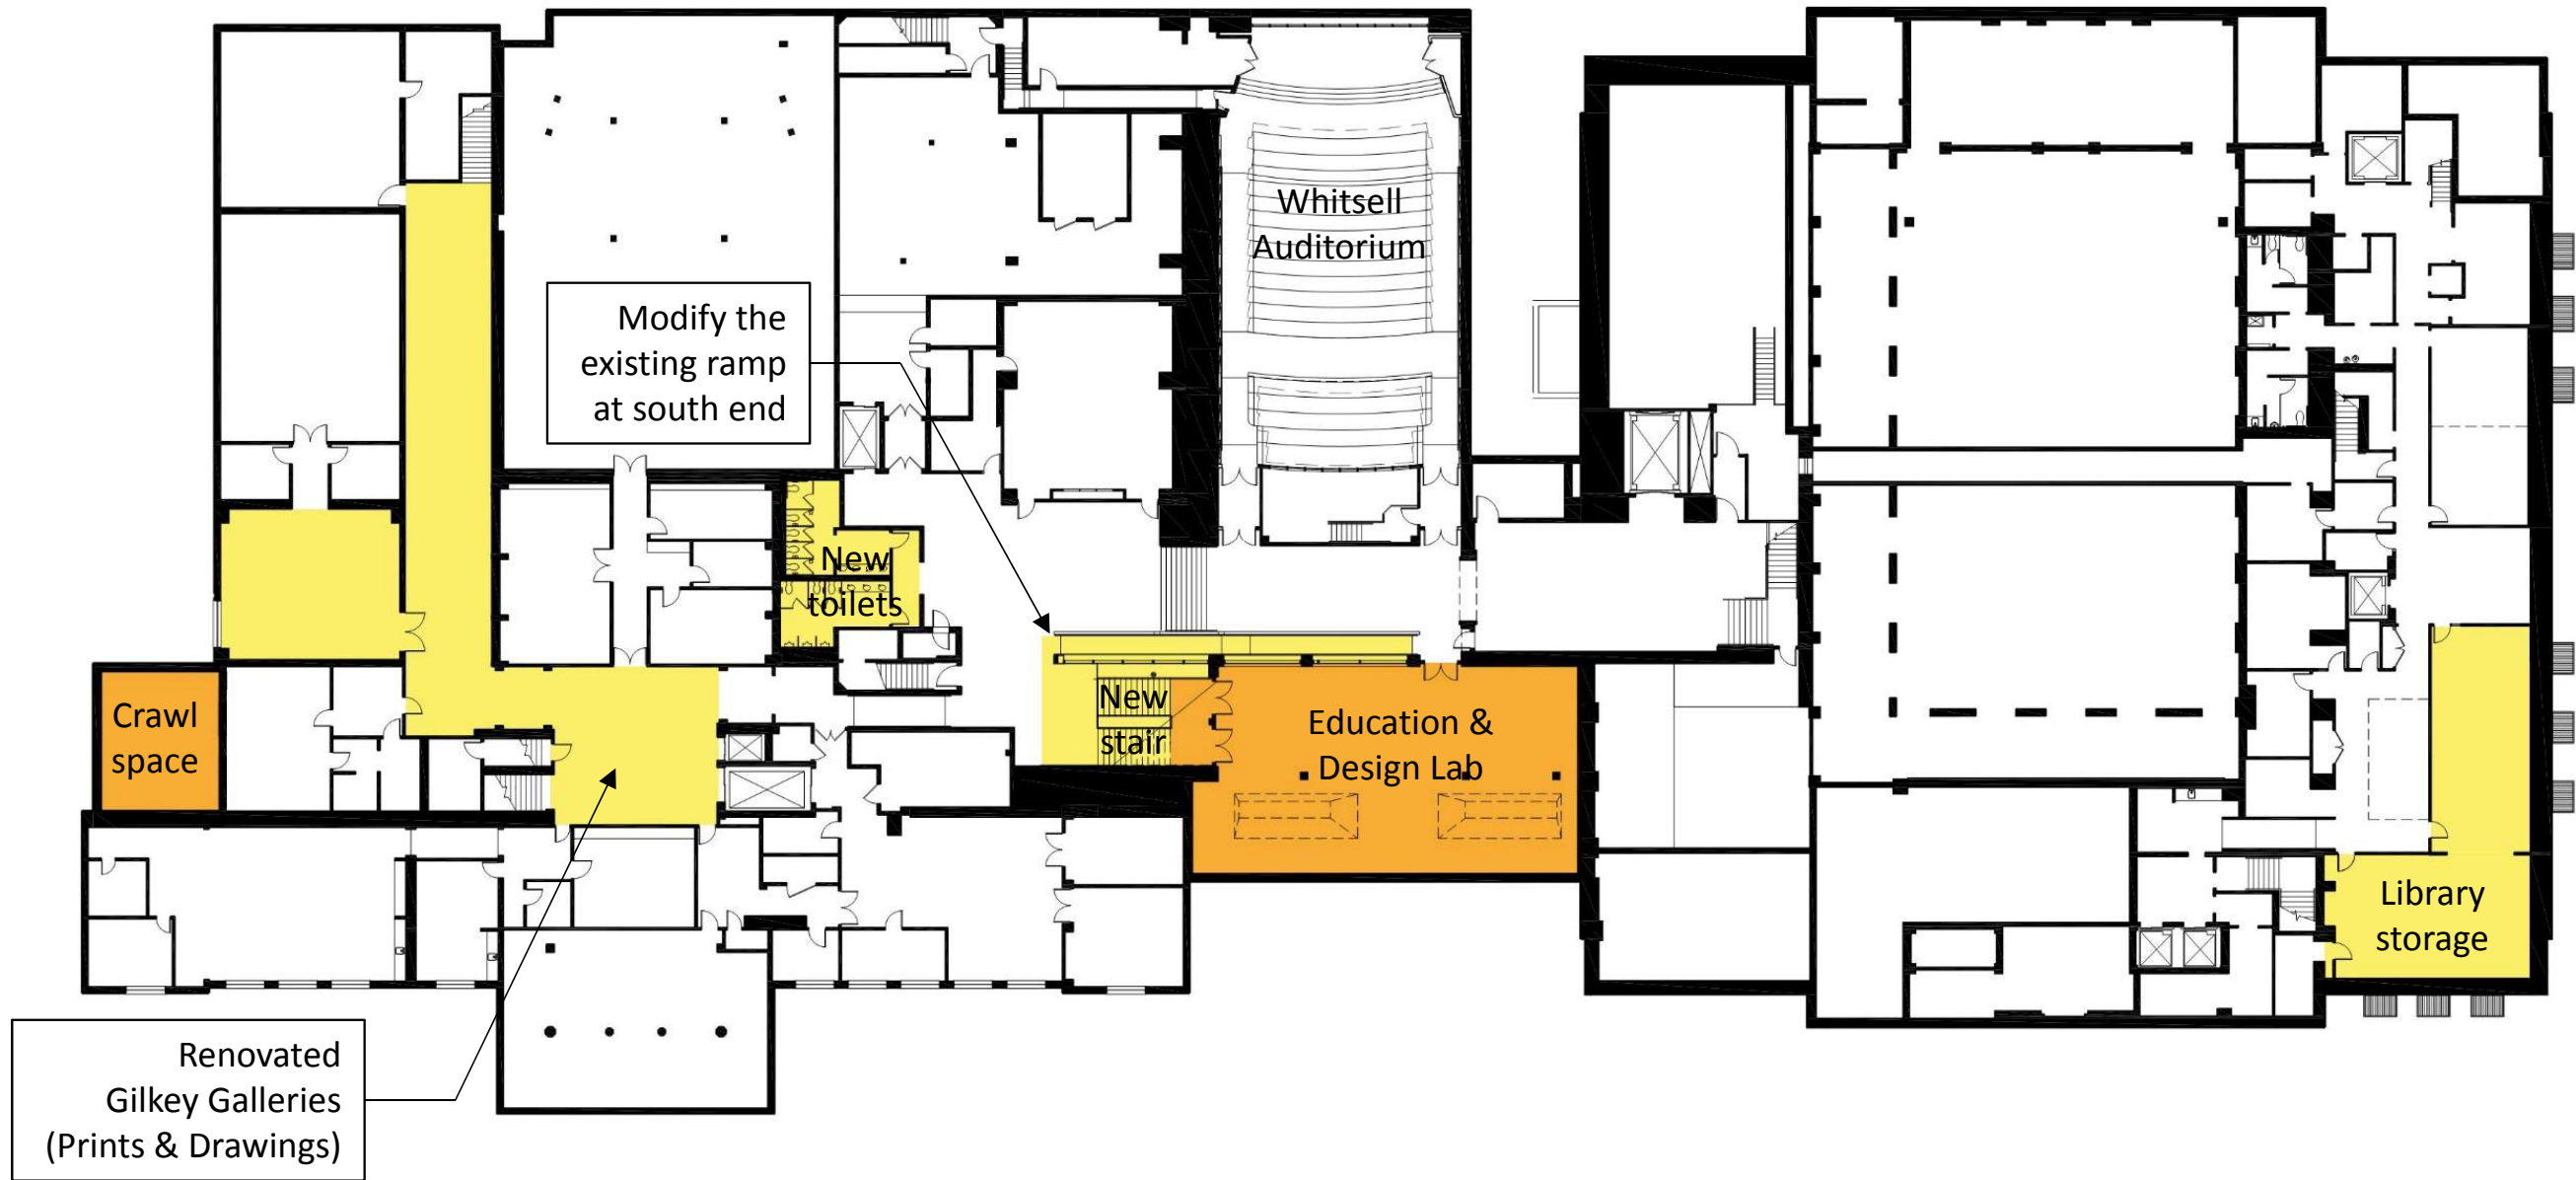 Whitsell
Auditorium
Modify the
existing ramp
at south end
New
toilets
New
stair
Crawl
space
Education &
Design Lab
Library
storage
Renovated
Gilkey Galleries
(Prints & Drawings)